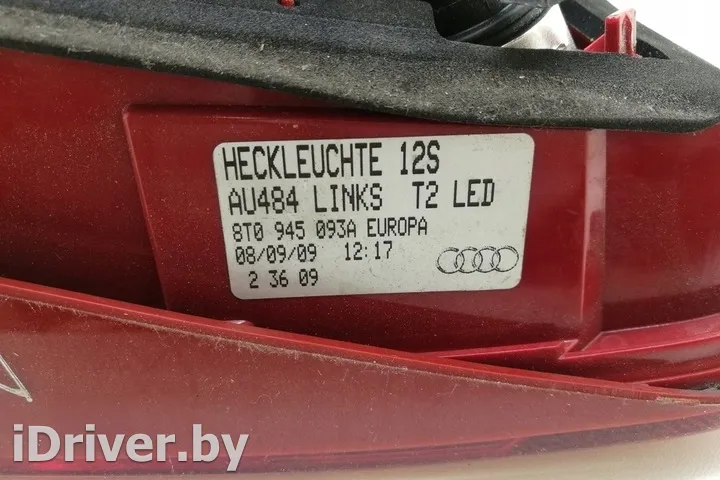 HECKLEUCHTE 12S
AU484 LINKS T2 LED
8T0 945 093A EUROPA
08/09/09 12:17
2 36 09
iDriver.by